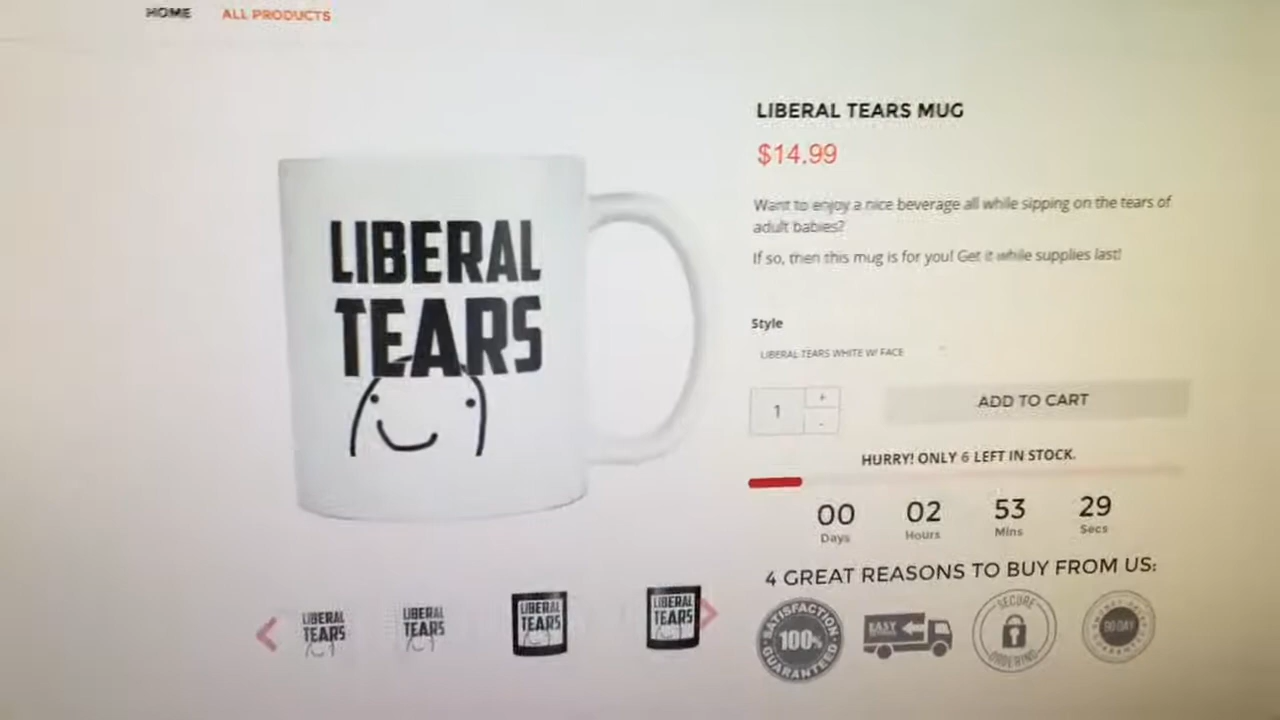 HOME ALL PRODUCTS
LIBERAL TEARS MUG
$14.99
Want to enjoy a nice beverage all while sipping on the tears of
adult babies?
If so, then this mug is for you! Get it while supplies last!
LIBERAL
TEARS
Style
LIBERAL TEARS WHITE W/ FACE
1 + -
ADD TO CART
HURRY! ONLY 6 LEFT IN STOCK.
00 02 53 29
Days Hours Mins Secs
4 GREAT REASONS TO BUY FROM US:
LIBERAL
TEARS
LIBERAL
TEARS
LIBERAL
TEARS
LIBERAL
TEARS
SATISFACTION
100%
GUARANTEED
EASY
SECURE
ORDERING